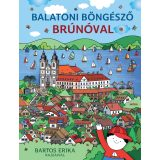 BALATONI BÖNGÉSZŐ
BRÚNÓVAL
BARTOS ERIKA
RAJZAIVAL